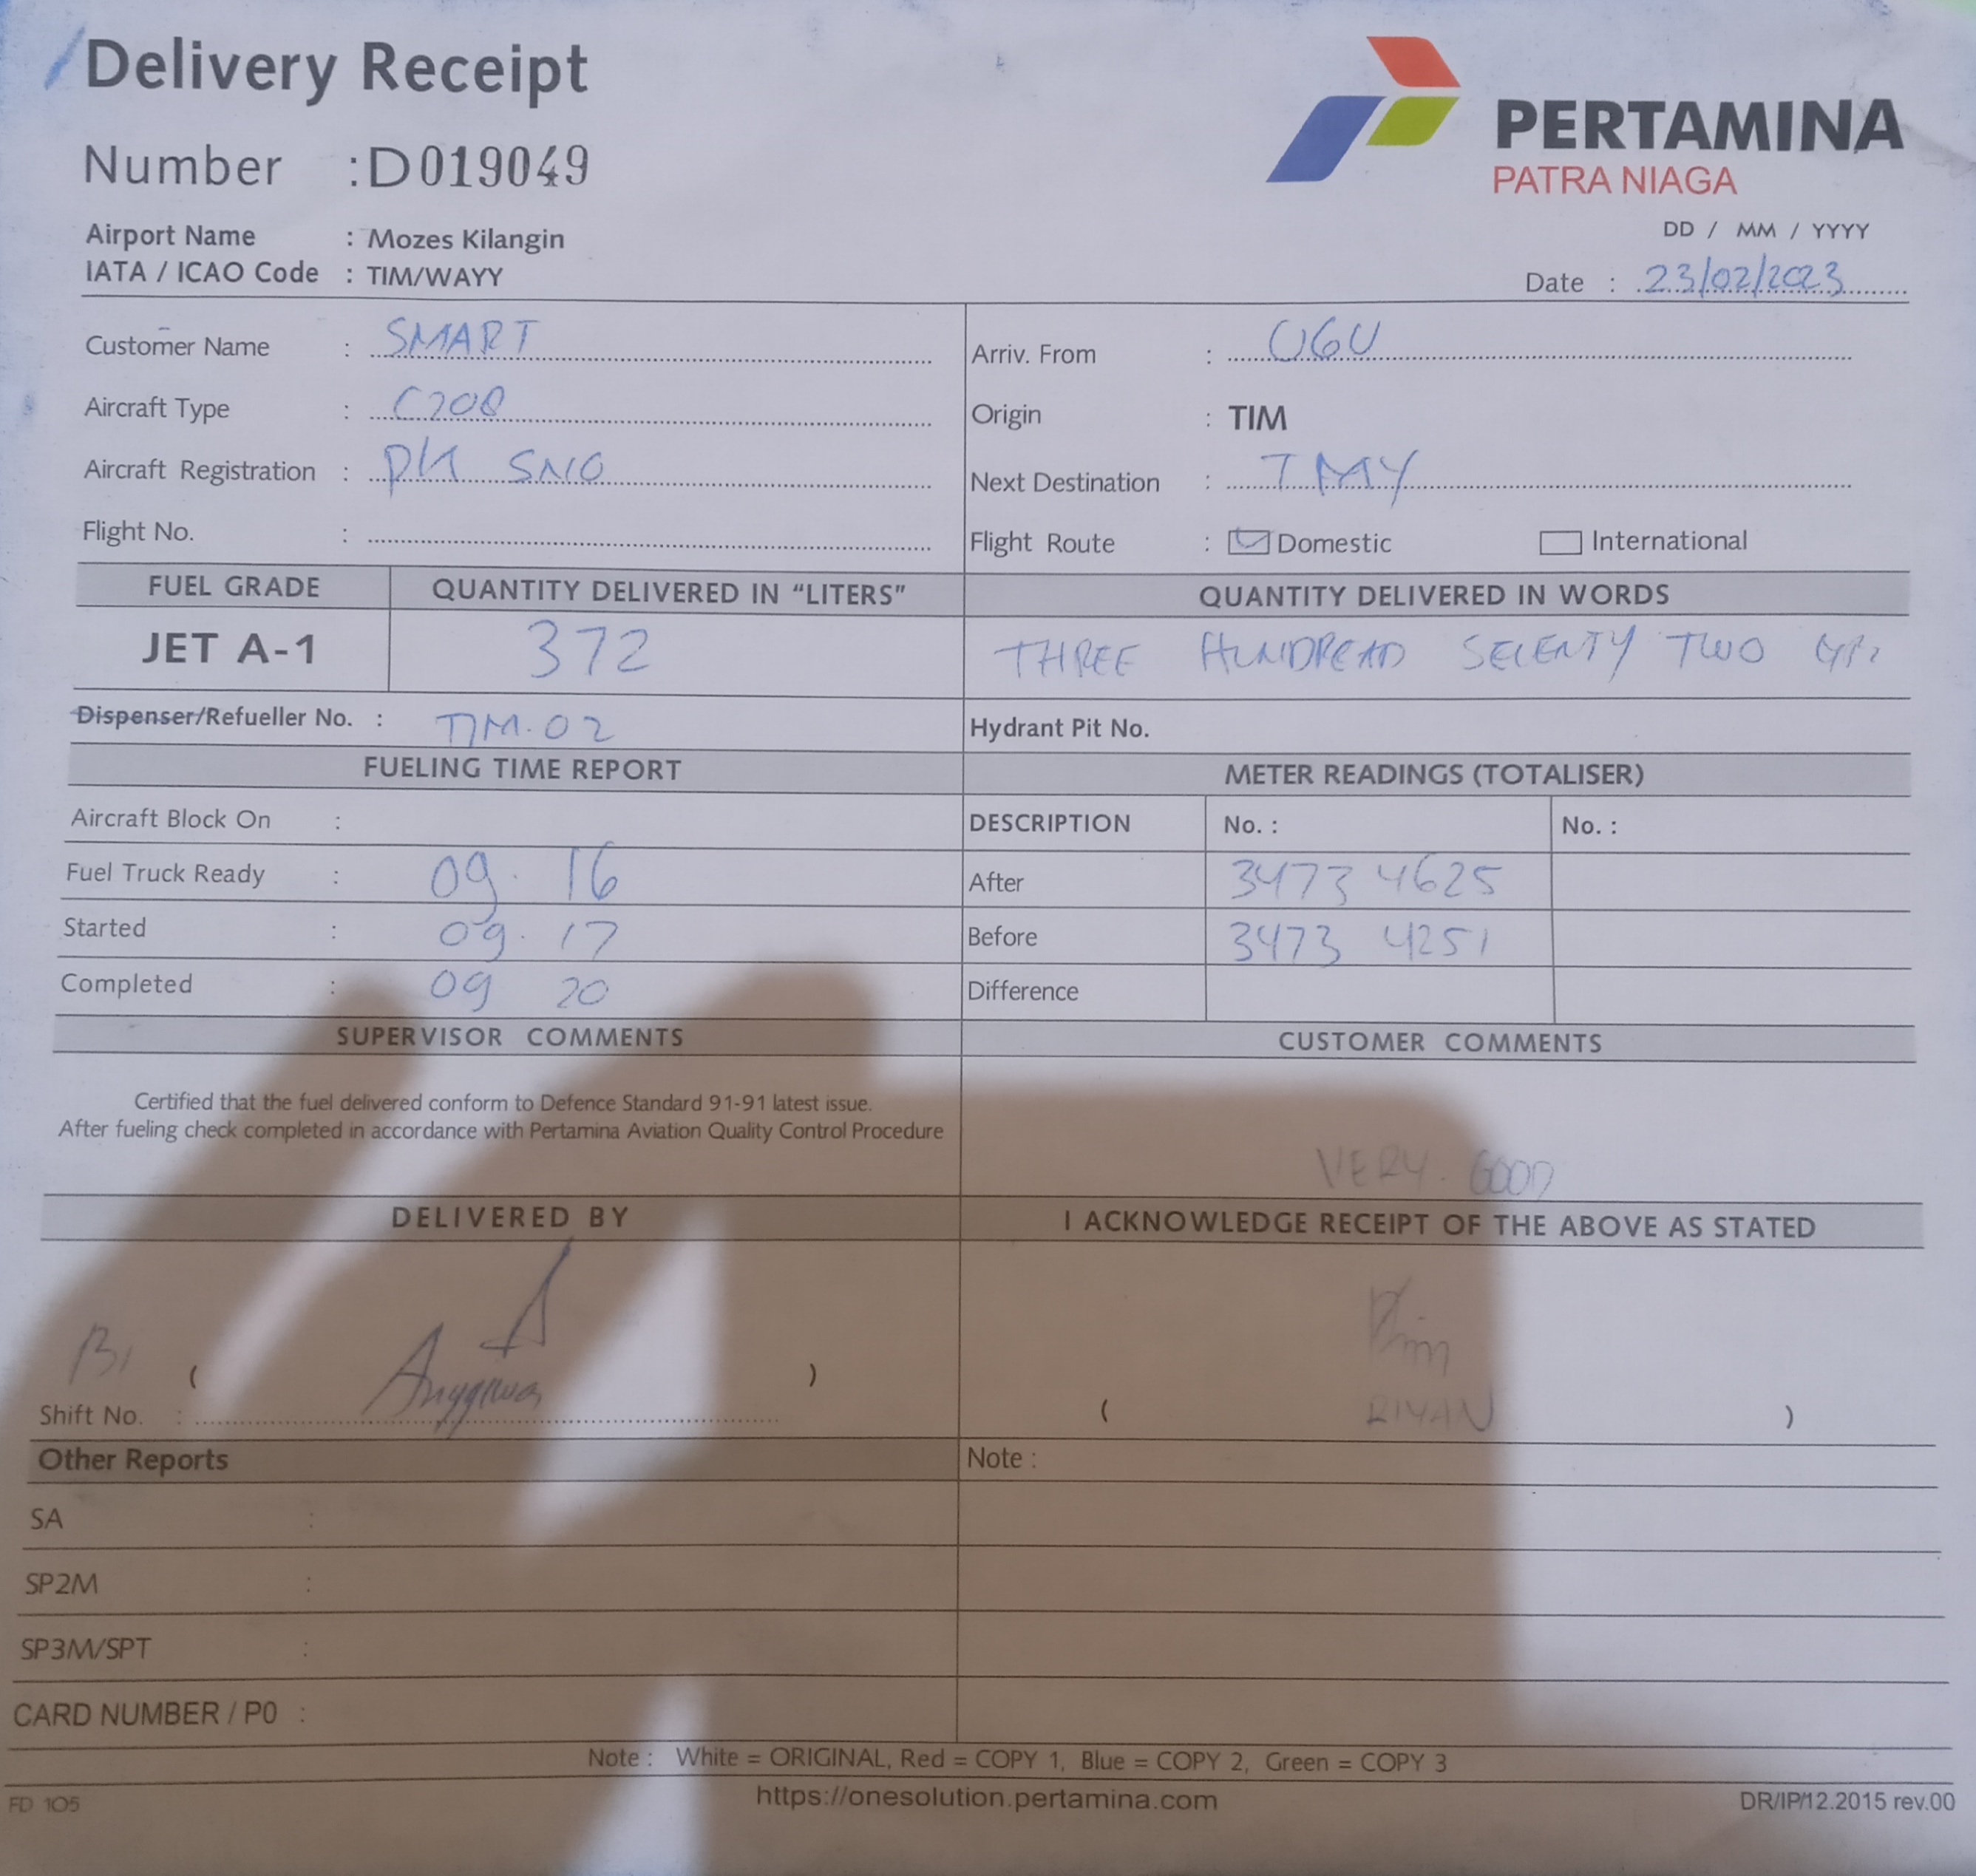 Delivery Receipt
PERTAMINA
PATRA NIAGA
Number : D019049
Airport Name : Mozes Kilangin
IATA / ICAO Code : TIM/WAYY
DD / MM / YYYY
Date : 23/02/2023
Customer Name : SMART
Arriv. From : UGU
Aircraft Type : C208
Origin : TIM
Aircraft Registration : PK SNO
Next Destination : TMY
Flight No. :
Flight Route : Domestic International
FUEL GRADE QUANTITY DELIVERED IN “LITERS” QUANTITY DELIVERED IN WORDS
JET A-1 372 THREE HUNDREAD SEVENTY TWO
Dispenser/Refueller No. : TIM.02 Hydrant Pit No.
FUELING TIME REPORT METER READINGS (TOTALISER)
Aircraft Block On : DESCRIPTION No. : No. :
Fuel Truck Ready : 09. 16 After 3473 4625
Started : 09. 17 Before 3473 4251
Completed : 09 20 Difference
SUPERVISOR COMMENTS CUSTOMER COMMENTS
Certified that the fuel delivered conform to Defence Standard 91-91 latest issue.
After fueling check completed in accordance with Pertamina Aviation Quality Control Procedure
VERY. GOOD
DELIVERED BY I ACKNOWLEDGE RECEIPT OF THE ABOVE AS STATED
( )
Shift No. :
( RIYAN )
Other Reports Note :
SA :
SP2M :
SP3M/SPT :
CARD NUMBER / P0 :
Note : White = ORIGINAL, Red = COPY 1, Blue = COPY 2, Green = COPY 3
https://onesolution.pertamina.com
FD 105 DR/IP/12.2015 rev.00